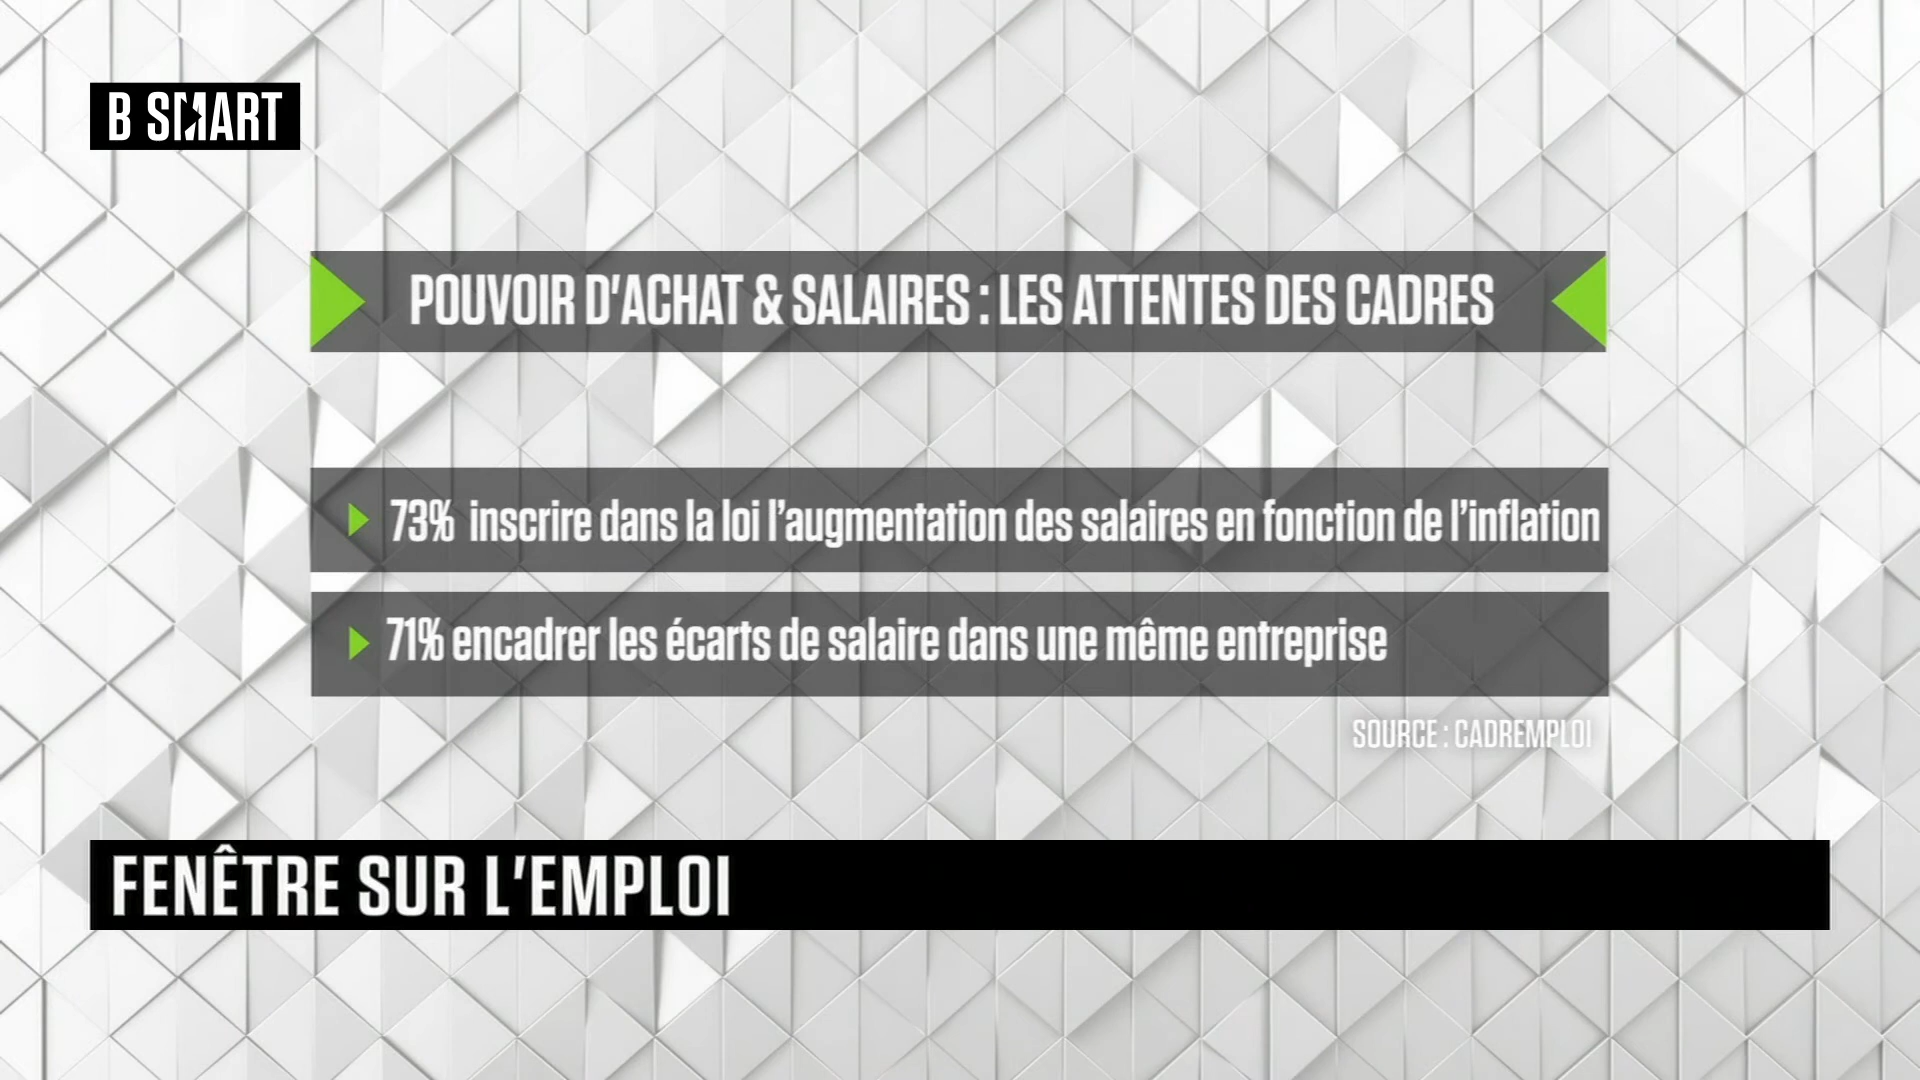 B SMART
POUVOIR D'ACHAT & SALAIRES : LES ATTENTES DES CADRES
73% inscrire dans la loi l’augmentation des salaires en fonction de l’inflation
71% encadrer les écarts de salaire dans une même entreprise
SOURCE : CADREMPLOI
FENÊTRE SUR L’EMPLOI